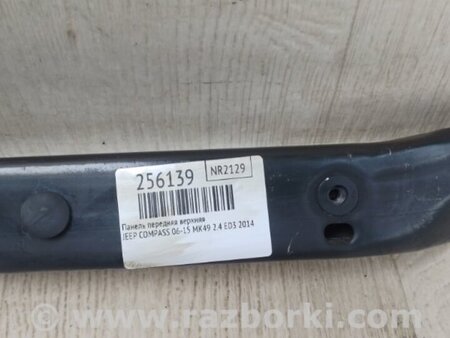 256139
NR2129
Панель передняя верхняя
JEEP COMPASS 06-15 MK49 2.4 ED3 2014
www.razborki.com